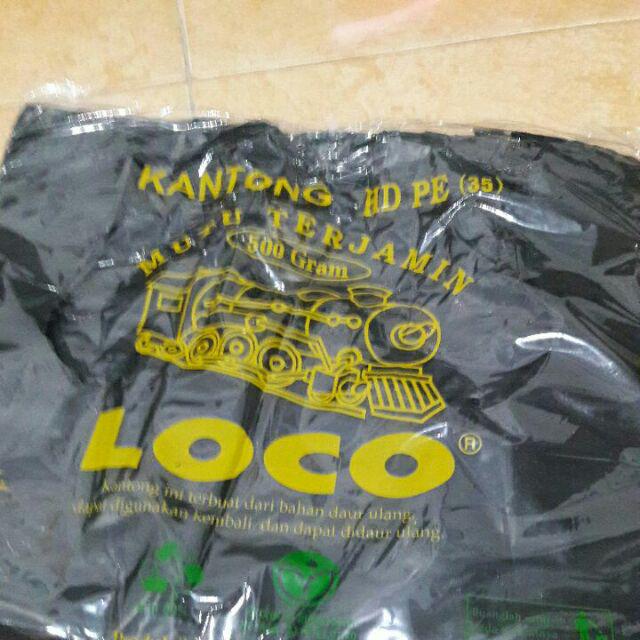 KANTONG HD PE (35)
MUTU TERJAMIN
500 Gram
LOCO ®
Kantong ini terbuat dari bahan daur ulang,
digunakan kembali, dan dapat didaur ulang